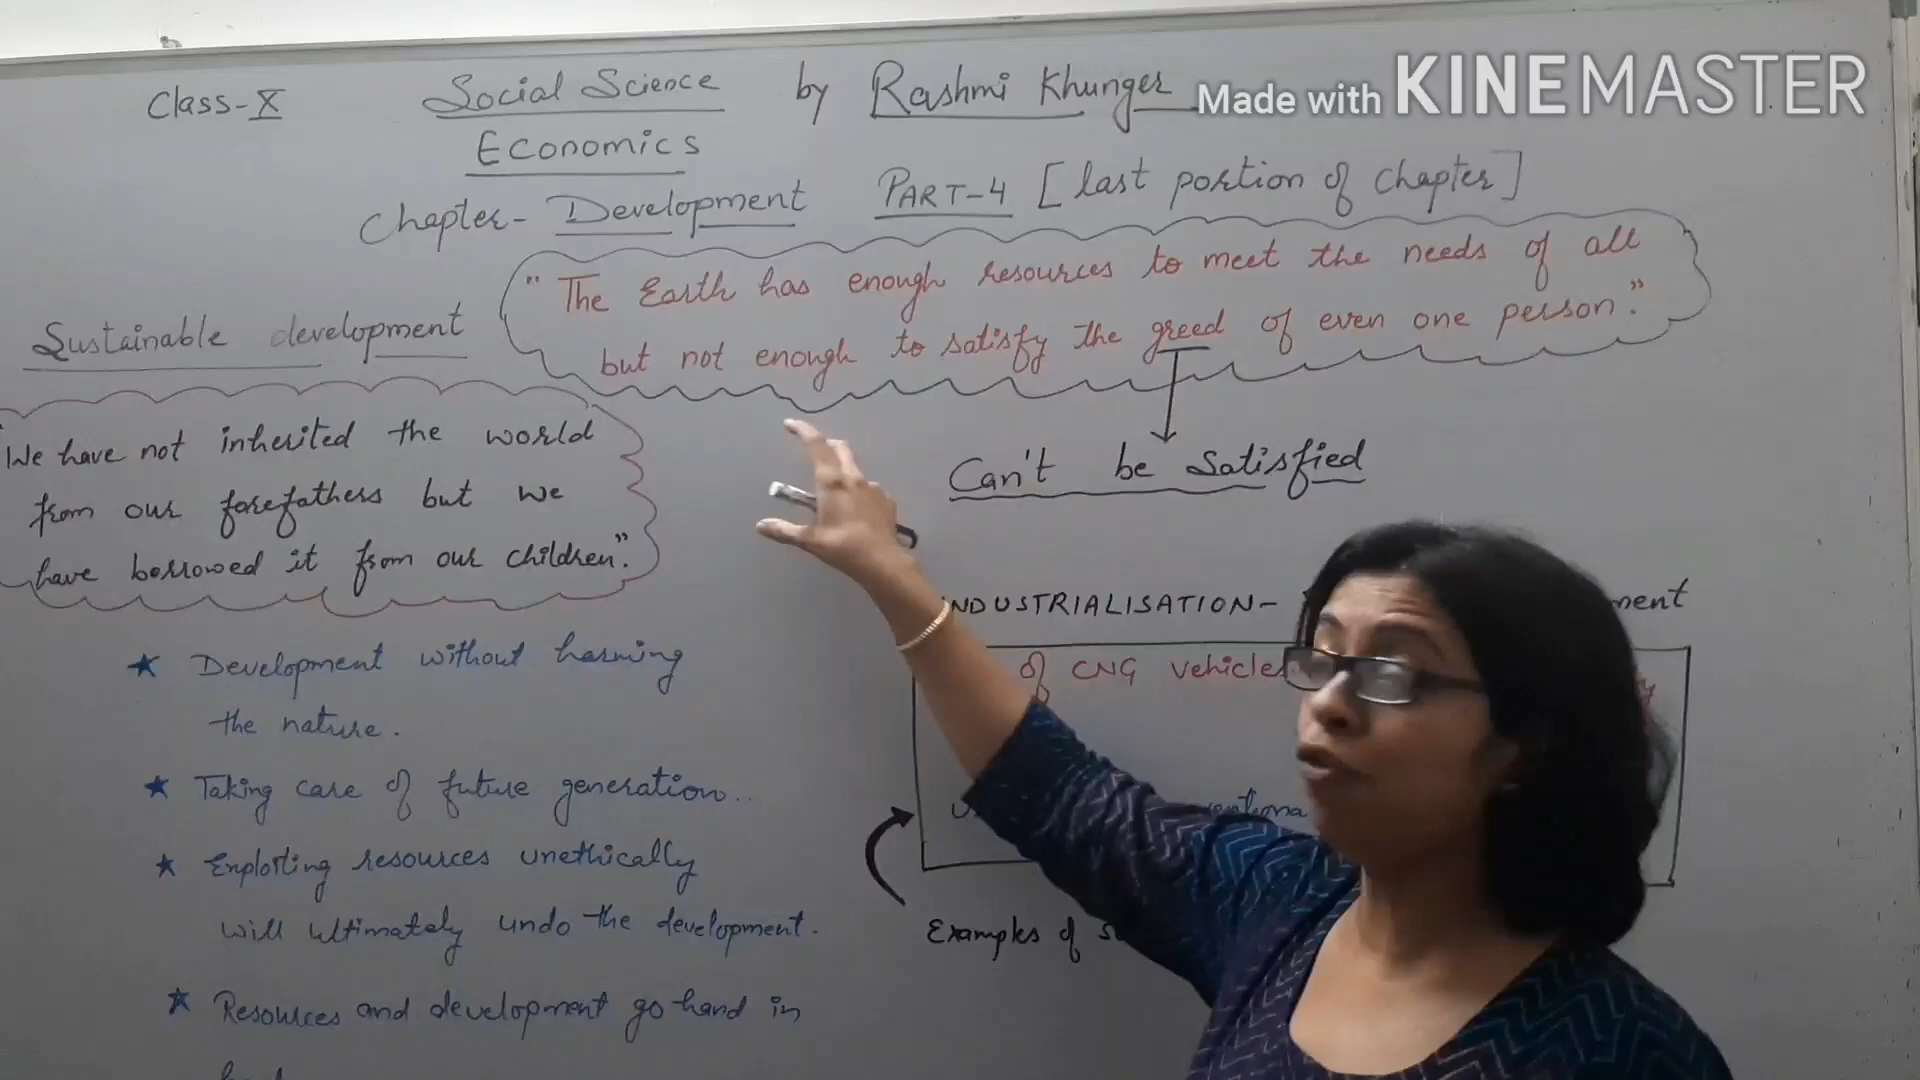 Class-X Social Science by Rashmi Khunger
Made with KINEMASTER
Economics
Chapter- Development PART-4 [last portion of chapter]
"The Earth has enough resources to meet the needs of all
but not enough to satisfy the greed of even one person."
Can't be satisfied
Sustainable development
We have not inherited the world
from our forefathers but we
have borrowed it from our children."
★ Development without harming
the nature.
★ Taking care of future generation..
★ Exploiting resources unethically
will ultimately undo the development.
★ Resources and development go hand in
INDUSTRIALISATION-
of CNG vehicles
Examples of